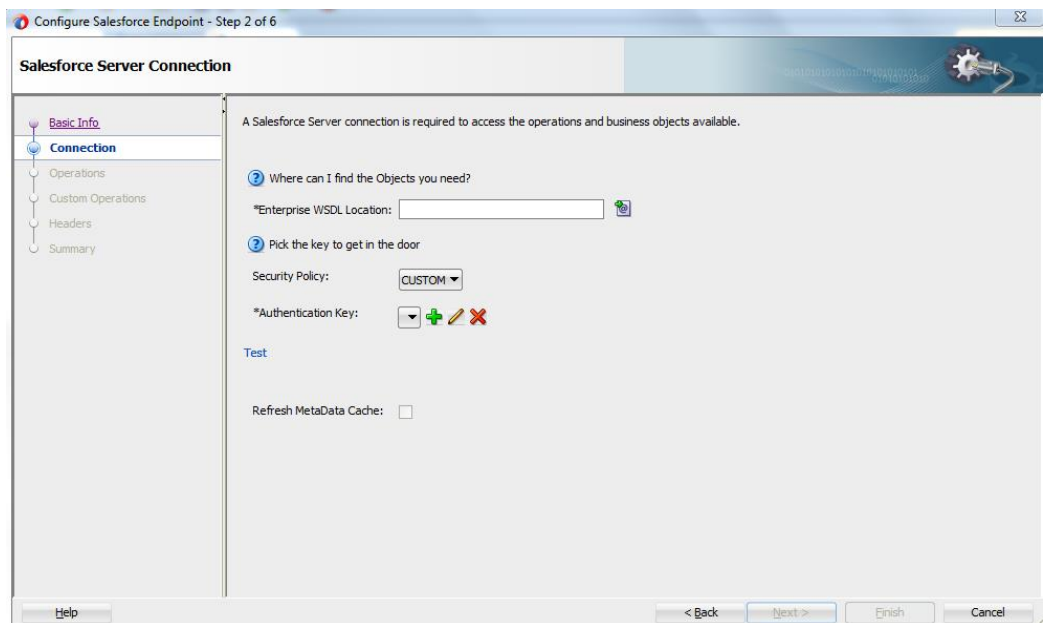 Configure Salesforce Endpoint - Step 2 of 6
Salesforce Server Connection
Basic Info
Connection
Operations
Custom Operations
Headers
Summary
A Salesforce Server connection is required to access the operations and business objects available.
Where can I find the Objects you need?
*Enterprise WSDL Location:
Pick the key to get in the door
Security Policy:
CUSTOM
*Authentication Key:
Test
Refresh MetaData Cache:
Help
< Back
Next >
Finish
Cancel